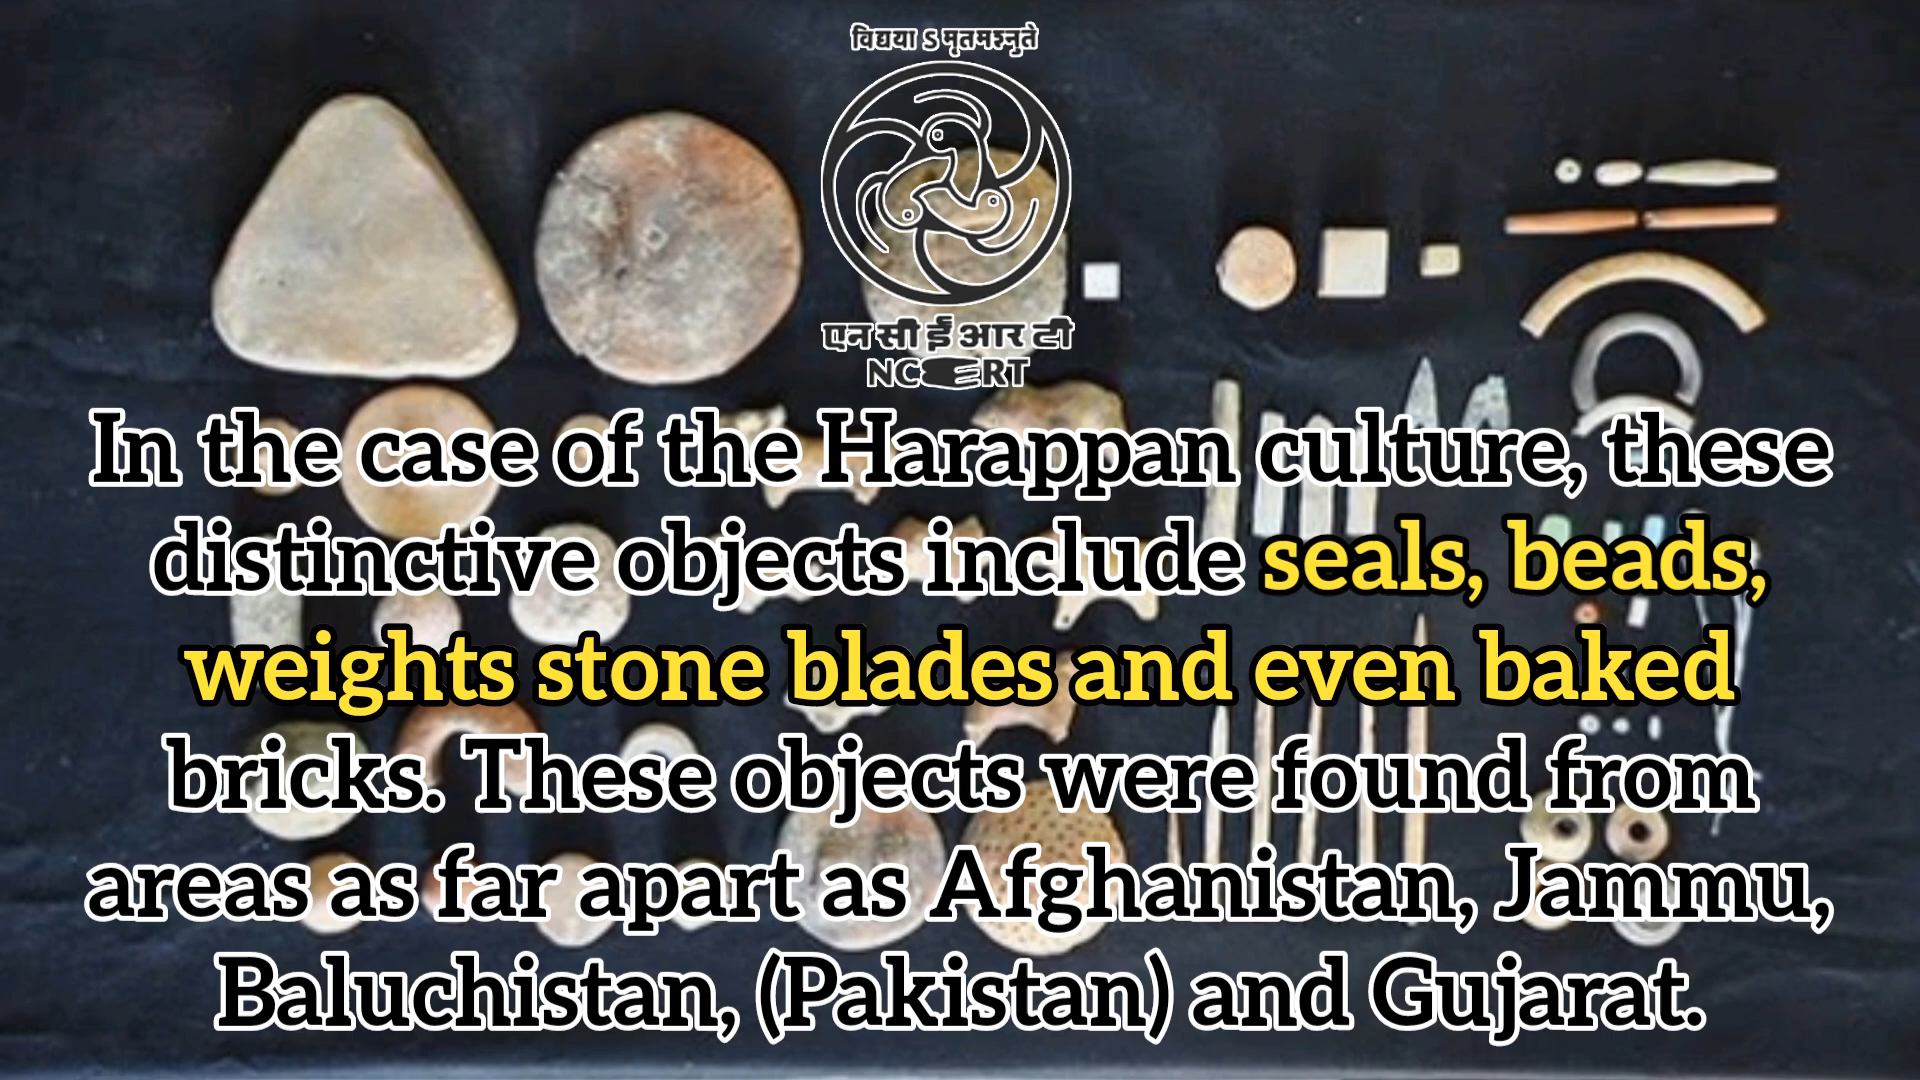 विद्यया ऽ मृतमश्नुते
एन सी ई आर टी
NCERT
In the case of the Harappan culture, these
distinctive objects include seals, beads,
weights stone blades and even baked
bricks. These objects were found from
areas as far apart as Afghanistan, Jammu,
Baluchistan, (Pakistan) and Gujarat.